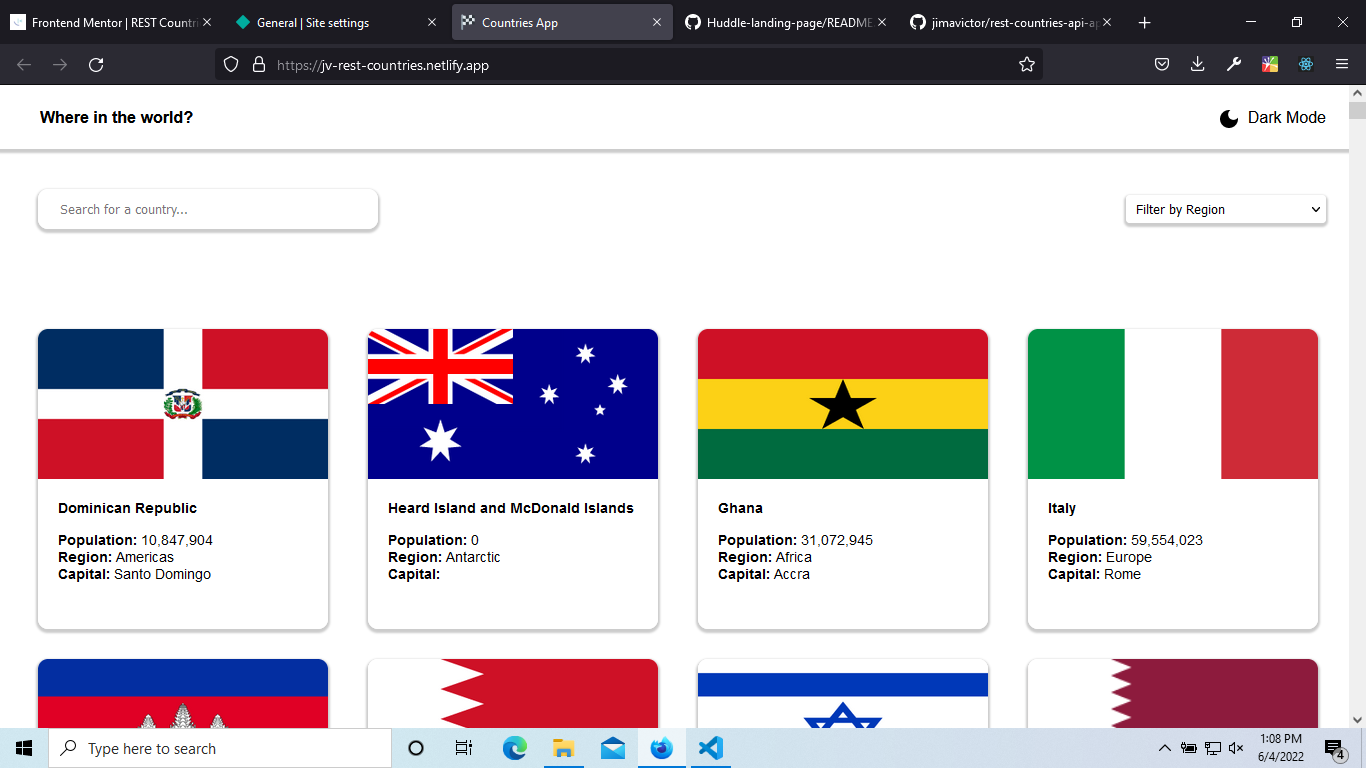 Frontend Mentor | REST Countri
General | Site settings
Countries App
Huddle-landing-page/README
jimavictor/rest-countries-api-ap
https://jv-rest-countries.netlify.app
Where in the world?
Dark Mode
Search for a country...
Filter by Region
Dominican Republic
Population: 10,847,904
Region: Americas
Capital: Santo Domingo
Heard Island and McDonald Islands
Population: 0
Region: Antarctic
Capital:
Ghana
Population: 31,072,945
Region: Africa
Capital: Accra
Italy
Population: 59,554,023
Region: Europe
Capital: Rome
Type here to search
1:08 PM
6/4/2022
4